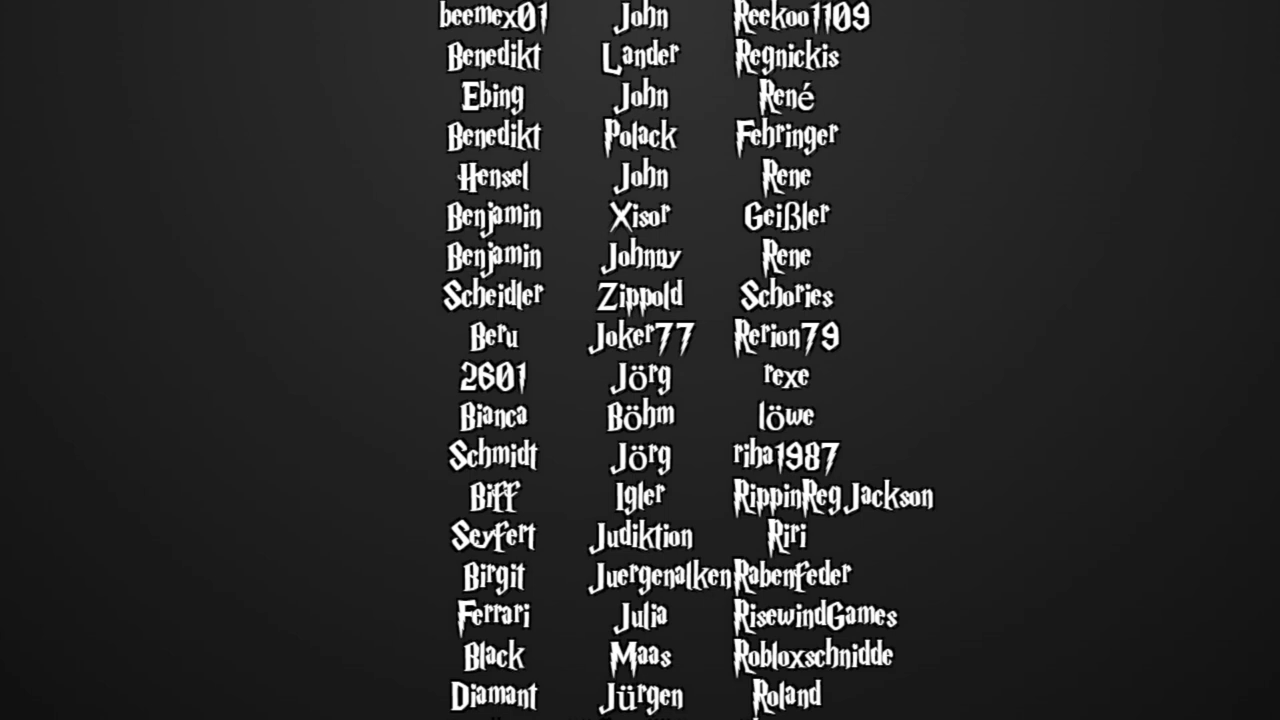 beemex01 John Reekoo1109
Benedikt Lander Regnickis
Ebing John René
Benedikt Polack Fehringer
Hensel John Rene
Benjamin Xisor Geißler
Benjamin Johnny Rene
Scheidler Zippold Schories
Beru Joker77 Rerion79
2601 Jörg rexe
Bianca Böhm löwe
Schmidt Jörg riha1987
Biff Igler RippinReg_Jackson
Seyfert Judiktion Riri
Birgit Juergenalken Rabenfeder
Ferrari Julia RisewindGames
Black Maas Robloxschnidde
Diamant Jürgen Roland